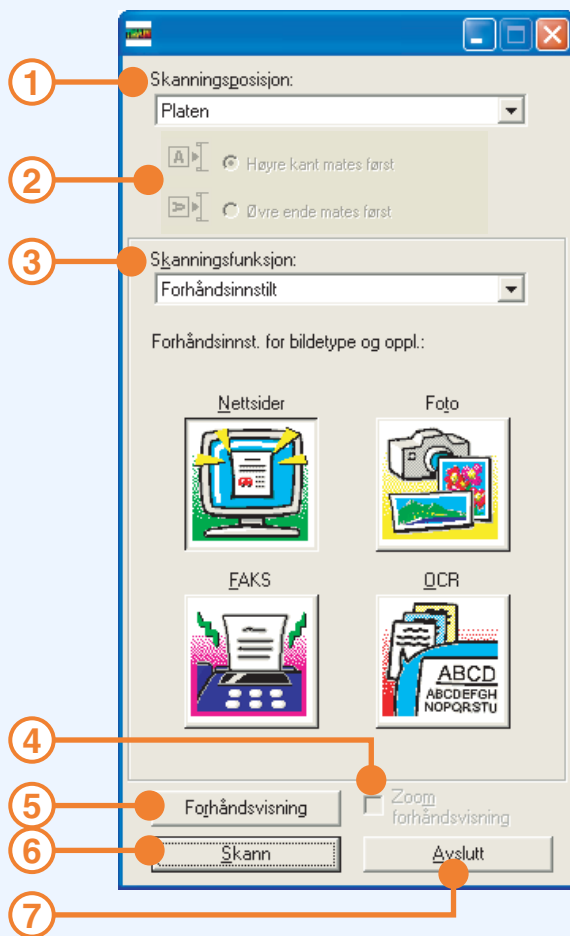 1
Skanningsposisjon:
Platen
2
A
Høyre kant mates først
A
Øvre ende mates først
3
Skanningsfunksjon:
Forhåndsinnstilt
Forhåndsinnst. for bildetype og oppl.:
Nettsider
Foto
FAKS
OCR
ABCD
ABCDEFGH
NOPQRSTU
4
Zoom
forhåndsvisning
5
Forhåndsvisning
6
Skann
Avslutt
7